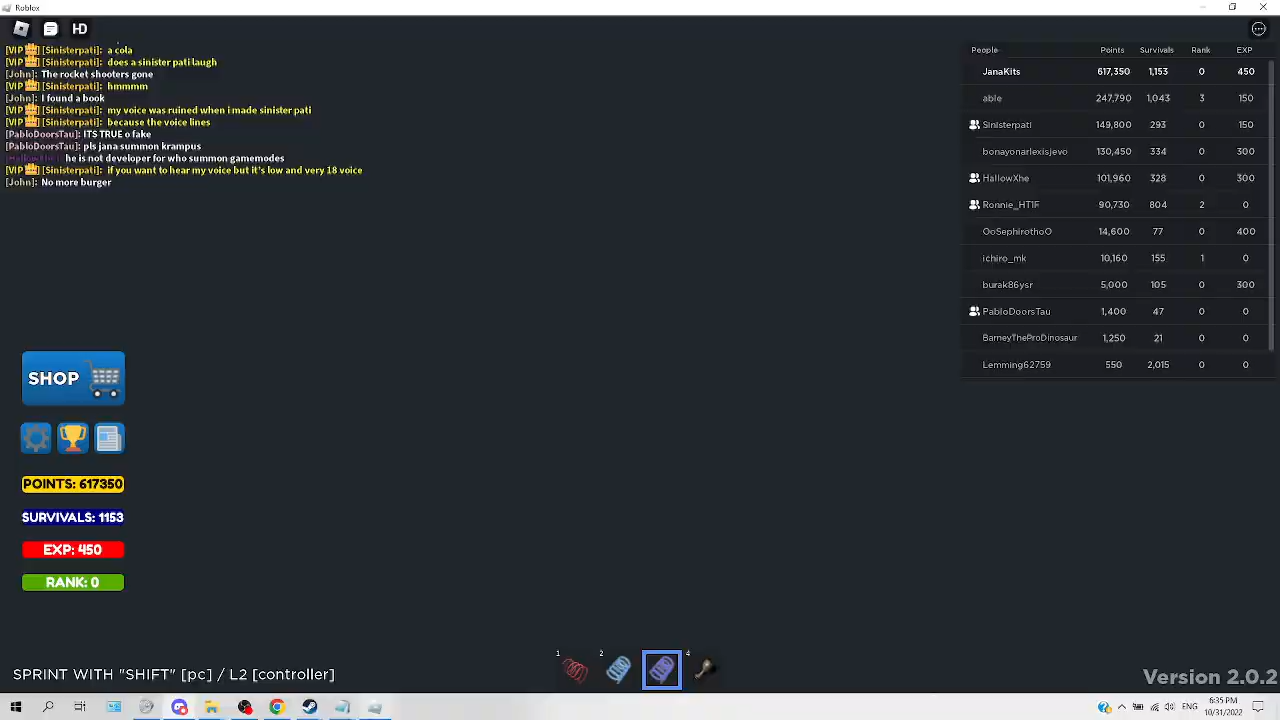 Roblox
HD
[VIP] [Sinisterpati]: a cola
[VIP] [Sinisterpati]: does a sinister pati laugh
[John]: The rocket shooters gone
[VIP] [Sinisterpati]: hmmmm
[John]: I found a book
[VIP] [Sinisterpati]: my voice was ruined when i made sinister pati
[VIP] [Sinisterpati]: because the voice lines
[PabloDoorsTau]: ITS TRUE o fake
[PabloDoorsTau]: pls jana summon krampus
he is not developer for who summon gamemodes
[VIP] [Sinisterpati]: if you want to hear my voice but it's low and very 18 voice
[John]: No more burger
People Points Survivals Rank EXP
JanaKits 617,350 1,153 0 450
able 247,790 1,043 3 150
Sinisterpati 149,800 293 0 150
bonayonarlexisjevo 130,450 334 0 300
HallowXhe 101,960 328 0 300
Ronnie_HT1F 90,730 804 2 0
OoSephirothoO 14,600 77 0 400
ichiro_mk 10,160 155 1 0
burak86ysr 5,000 105 0 300
PabloDoorsTau 1,400 47 0 0
BarneyTheProDinosaur 1,250 21 0 0
Lemming62759 550 2,015 0 0
SHOP
POINTS: 617350
SURVIVALS: 1153
EXP: 450
RANK: 0
1 2 3 4
SPRINT WITH "SHIFT" [pc] / L2 [controller]
Version 2.0.2
ENG
6:35 PM
10/31/2022